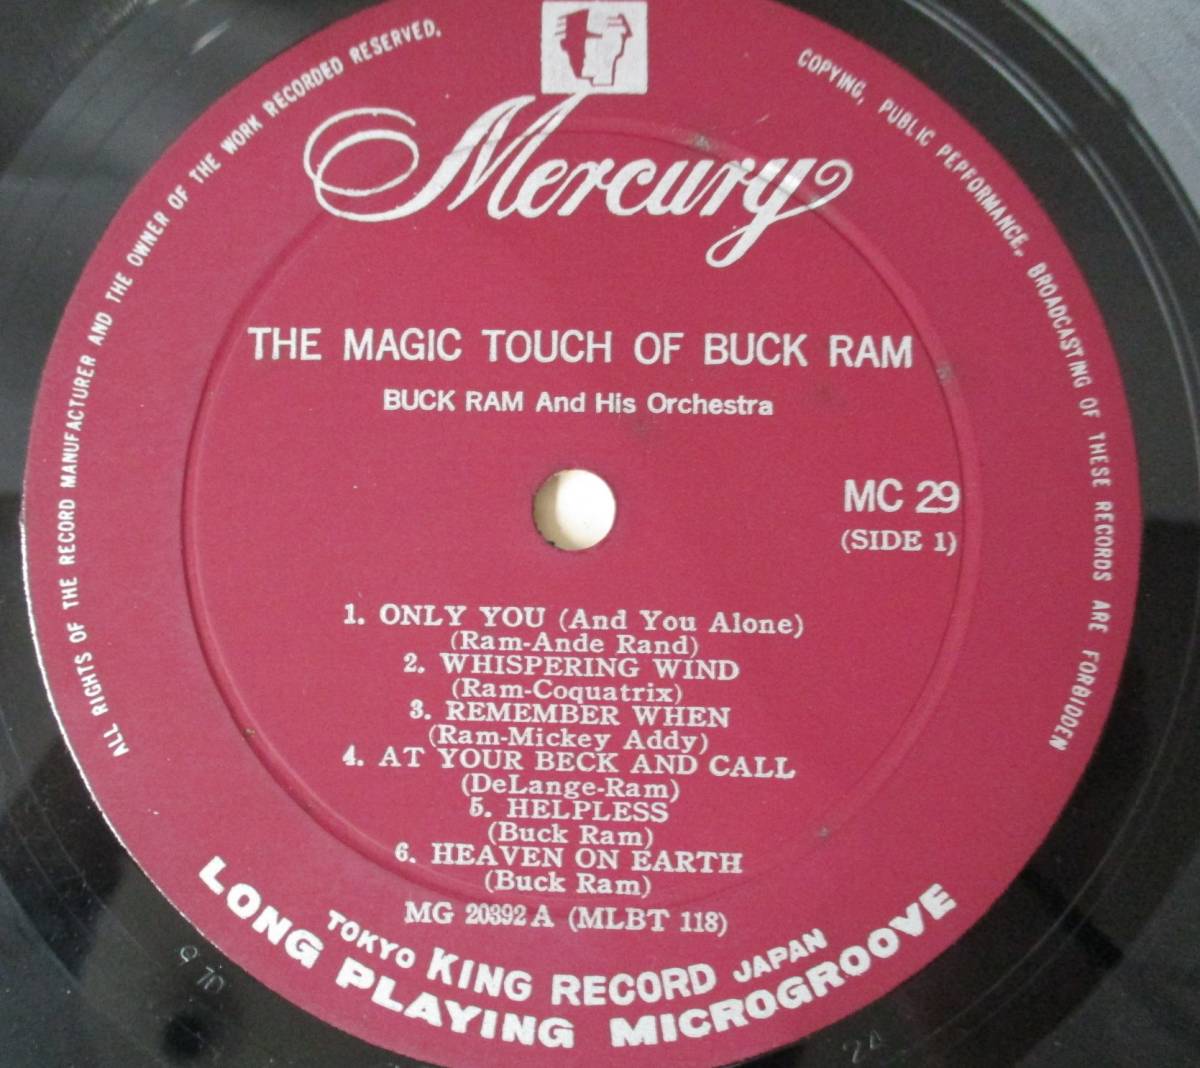 ALL RIGHTS OF THE RECORD MANUFACTURER AND THE OWNER OF THE WORK RECORDED RESERVED.
COPYING, PUBLIC PEPFORMANCE, BROADCASTING OF THESE RECORDS ARE FORBIDDEN
Mercury
THE MAGIC TOUCH OF BUCK RAM
BUCK RAM And His Orchestra
MC 29
(SIDE 1)
1. ONLY YOU (And You Alone)
(Ram-Ande Rand)
2. WHISPERING WIND
(Ram-Coquatrix)
3. REMEMBER WHEN
(Ram-Mickey Addy)
4. AT YOUR BECK AND CALL
(DeLange-Ram)
5. HELPLESS
(Buck Ram)
6. HEAVEN ON EARTH
(Buck Ram)
MG 20392 A (MLBT 118)
TOKYO KING RECORD JAPAN
LONG PLAYING MICROGROOVE